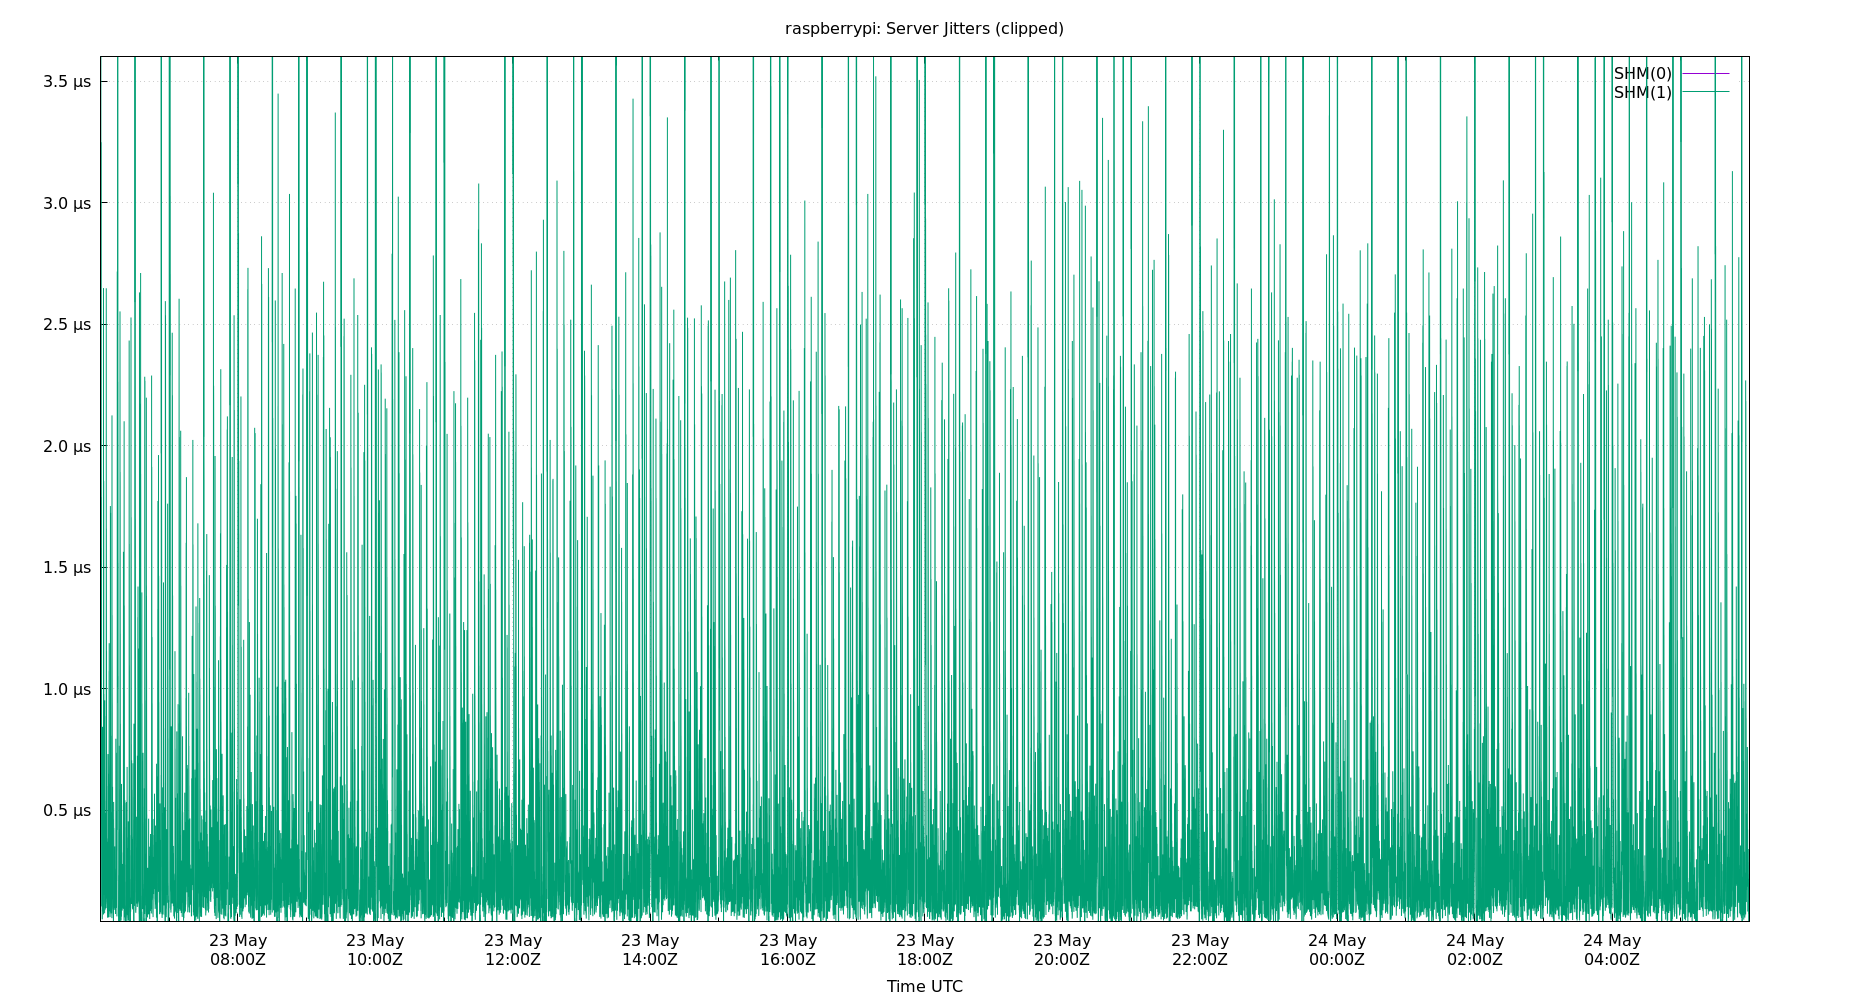 raspberrypi: Server Jitters (clipped)
3.5 µs
3.0 µs
2.5 µs
2.0 µs
1.5 µs
1.0 µs
0.5 µs
SHM(0)
SHM(1)
23 May 23 May 23 May 23 May 23 May 23 May 23 May 23 May 24 May 24 May 24 May
08:00Z 10:00Z 12:00Z 14:00Z 16:00Z 18:00Z 20:00Z 22:00Z 00:00Z 02:00Z 04:00Z
Time UTC